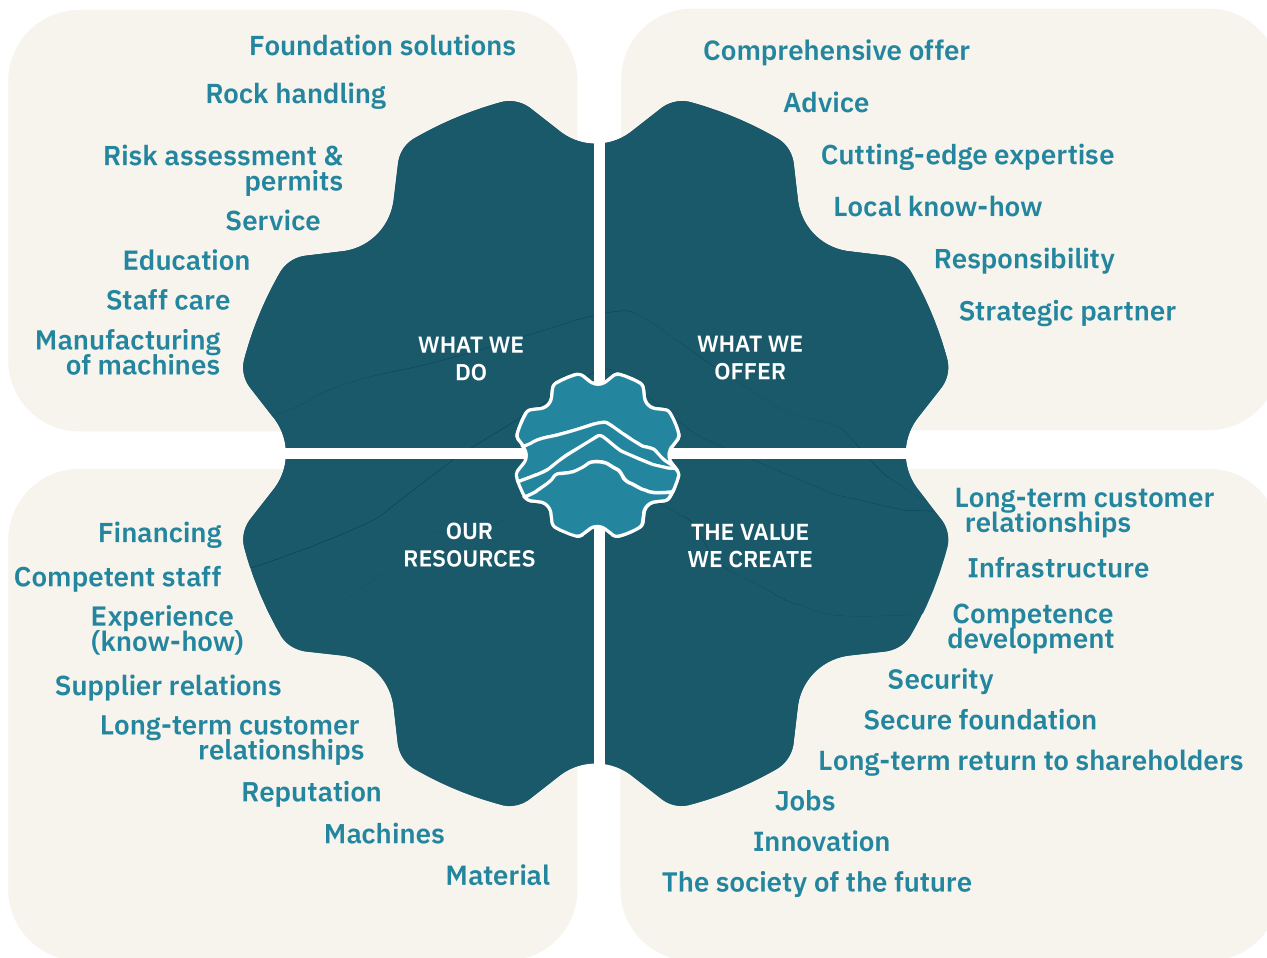 Foundation solutions
Rock handling
Risk assessment &
permits
Service
Education
Staff care
Manufacturing
of machines
WHAT WE
DO
Comprehensive offer
Advice
Cutting-edge expertise
Local know-how
Responsibility
Strategic partner
WHAT WE
OFFER
OUR
RESOURCES
Financing
Competent staff
Experience
(know-how)
Supplier relations
Long-term customer
relationships
Reputation
Machines
Material
THE VALUE
WE CREATE
Long-term customer
relationships
Infrastructure
Competence
development
Security
Secure foundation
Long-term return to shareholders
Jobs
Innovation
The society of the future